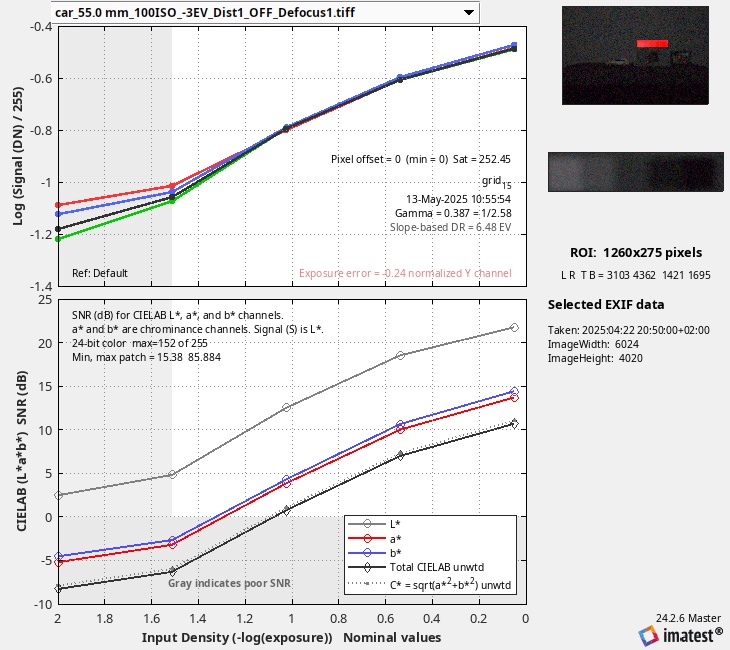 car_55.0 mm_100ISO_-3EV_Dist1_OFF_Defocus1.tiff
-0.4
-0.6
-0.8
-1
-1.2
-1.4
Log (Signal (DN) / 255)
Pixel offset = 0 (min = 0) Sat = 252.45
grid_15
13-May-2025 10:55:54
Gamma = 0.387 = 1/2.58
Slope-based DR = 6.48 EV
Ref: Default
Exposure error = -0.24 normalized Y channel
25
20
15
10
5
0
-5
-10
CIELAB (L*a*b*) SNR (dB)
SNR (dB) for CIELAB L*, a*, and b* channels.
a* and b* are chrominance channels. Signal (S) is L*.
24-bit color max=152 of 255
Min, max patch = 15.38 85.884
L*
a*
b*
Total CIELAB unwtd
C* = sqrt(a*²+b*²) unwtd
Gray indicates poor SNR
2 1.8 1.6 1.4 1.2 1 0.8 0.6 0.4 0.2 0
Input Density (-log(exposure)) Nominal values
ROI: 1260x275 pixels
L R T B = 3103 4362 1421 1695
Selected EXIF data
Taken: 2025:04:22 20:50:00+02:00
ImageWidth: 6024
ImageHeight: 4020
24.2.6 Master
imatest®